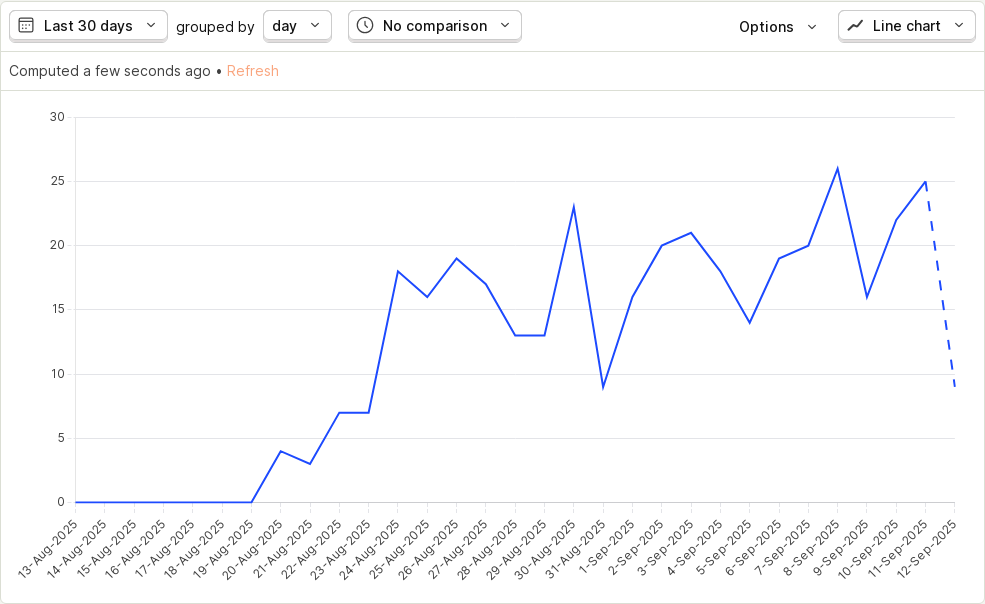 Last 30 days grouped by day No comparison Options Line chart
Computed a few seconds ago • Refresh
30
25
20
15
10
5
0
13-Aug-2025
14-Aug-2025
15-Aug-2025
16-Aug-2025
17-Aug-2025
18-Aug-2025
19-Aug-2025
20-Aug-2025
21-Aug-2025
22-Aug-2025
23-Aug-2025
24-Aug-2025
25-Aug-2025
26-Aug-2025
27-Aug-2025
28-Aug-2025
29-Aug-2025
30-Aug-2025
31-Aug-2025
1-Sep-2025
2-Sep-2025
3-Sep-2025
4-Sep-2025
5-Sep-2025
6-Sep-2025
7-Sep-2025
8-Sep-2025
9-Sep-2025
10-Sep-2025
11-Sep-2025
12-Sep-2025